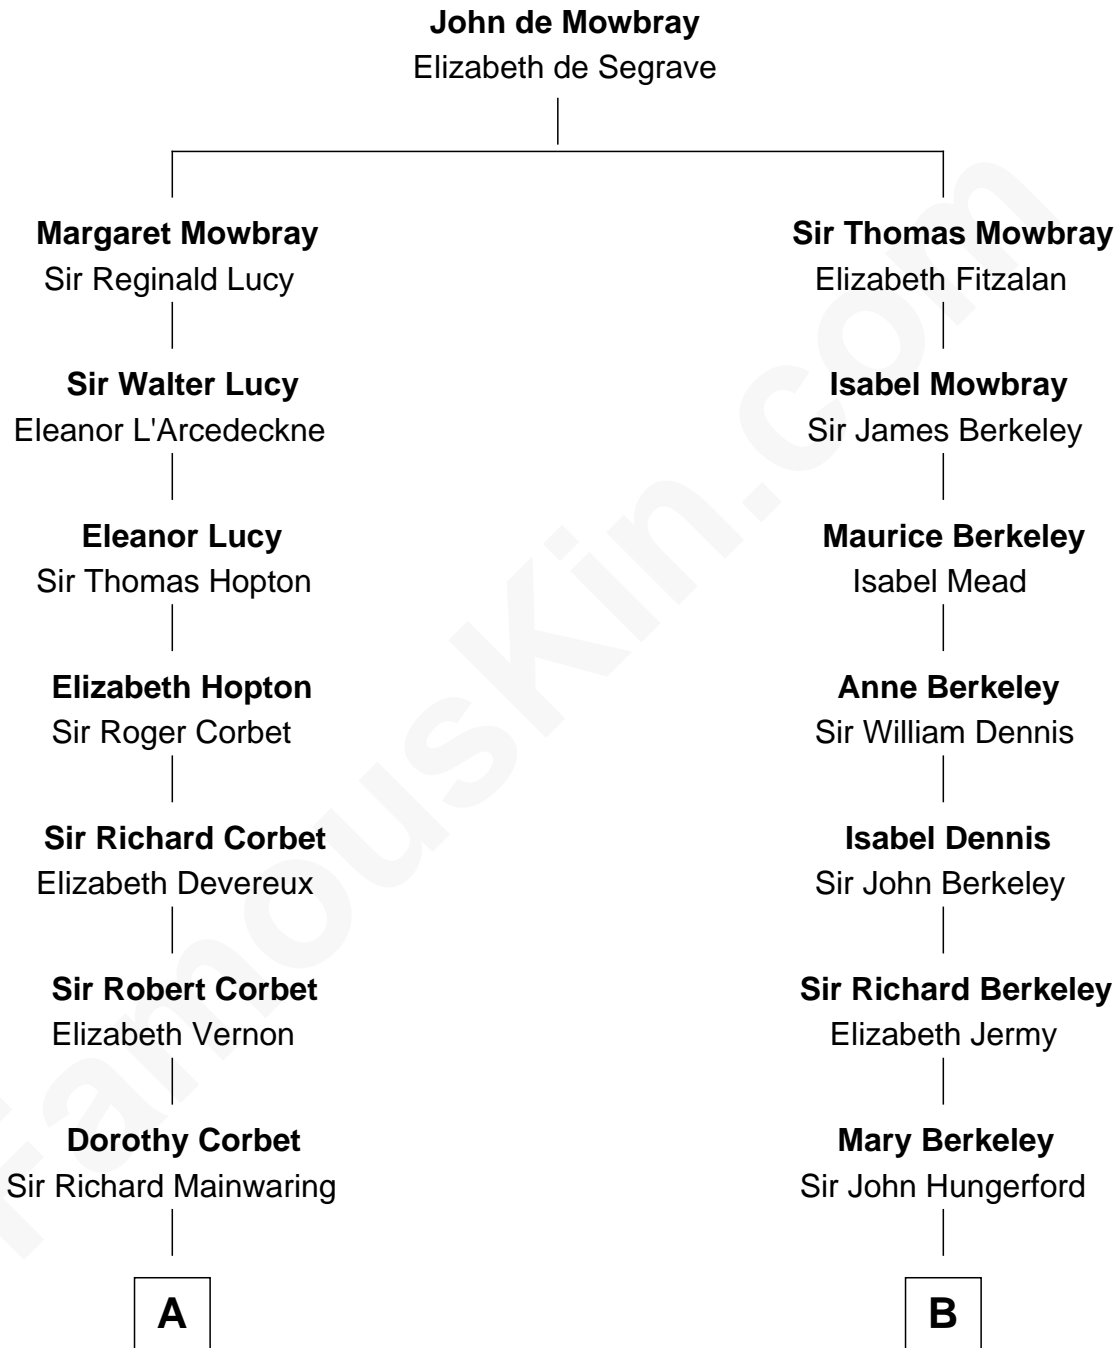 John de Mowbray
Elizabeth de Segrave
Margaret Mowbray
Sir Reginald Lucy
Sir Thomas Mowbray
Elizabeth Fitzalan
Sir Walter Lucy
Eleanor L'Arcedeckne
Isabel Mowbray
Sir James Berkeley
Eleanor Lucy
Sir Thomas Hopton
Maurice Berkeley
Isabel Mead
Elizabeth Hopton
Sir Roger Corbet
Anne Berkeley
Sir William Dennis
Sir Richard Corbet
Elizabeth Devereux
Isabel Dennis
Sir John Berkeley
Sir Robert Corbet
Elizabeth Vernon
Sir Richard Berkeley
Elizabeth Jermy
Dorothy Corbet
Sir Richard Mainwaring
Mary Berkeley
Sir John Hungerford
A
B
FamousKin.com